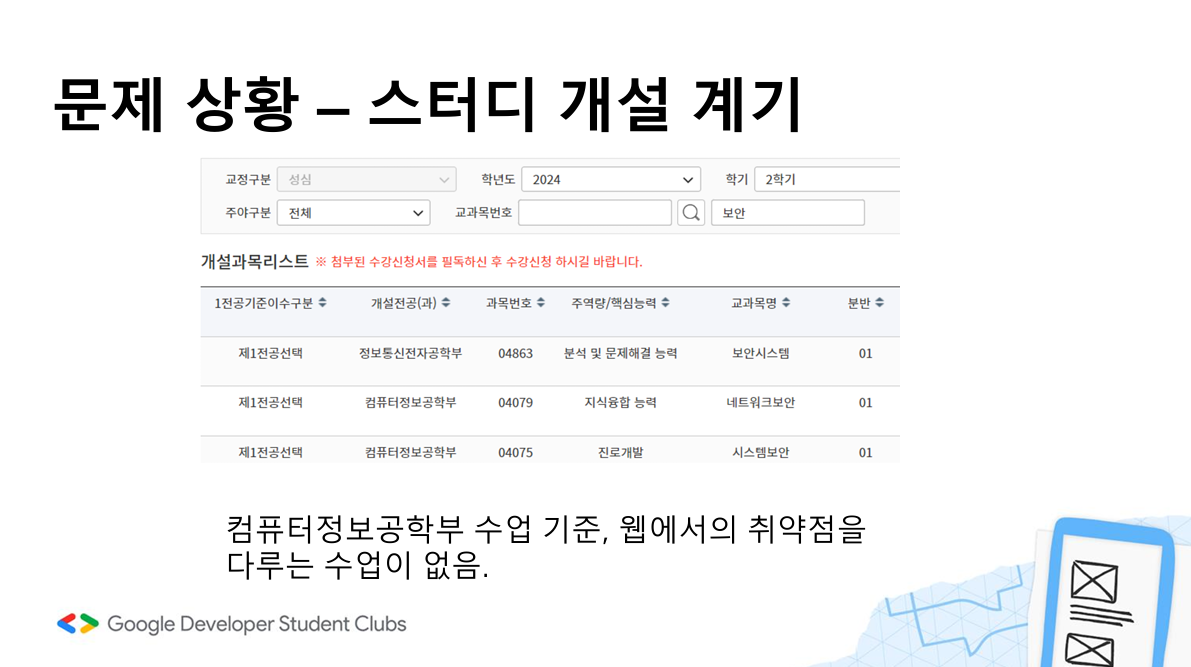 문제 상황 – 스터디 개설 계기
교정구분 성심 학년도 2024 학기 2학기
주야구분 전체 교과목번호 보안
개설과목리스트 ※ 첨부된 수강신청서를 필독하신 후 수강신청 하시길 바랍니다.
1전공기준이수구분 개설전공(과) 과목번호 주역량/핵심능력 교과목명 분반
제1전공선택 정보통신전자공학부 04863 분석 및 문제해결 능력 보안시스템 01
제1전공선택 컴퓨터정보공학부 04079 지식융합 능력 네트워크보안 01
제1전공선택 컴퓨터정보공학부 04075 진로개발 시스템보안 01
컴퓨터정보공학부 수업 기준, 웹에서의 취약점을
다루는 수업이 없음.
Google Developer Student Clubs